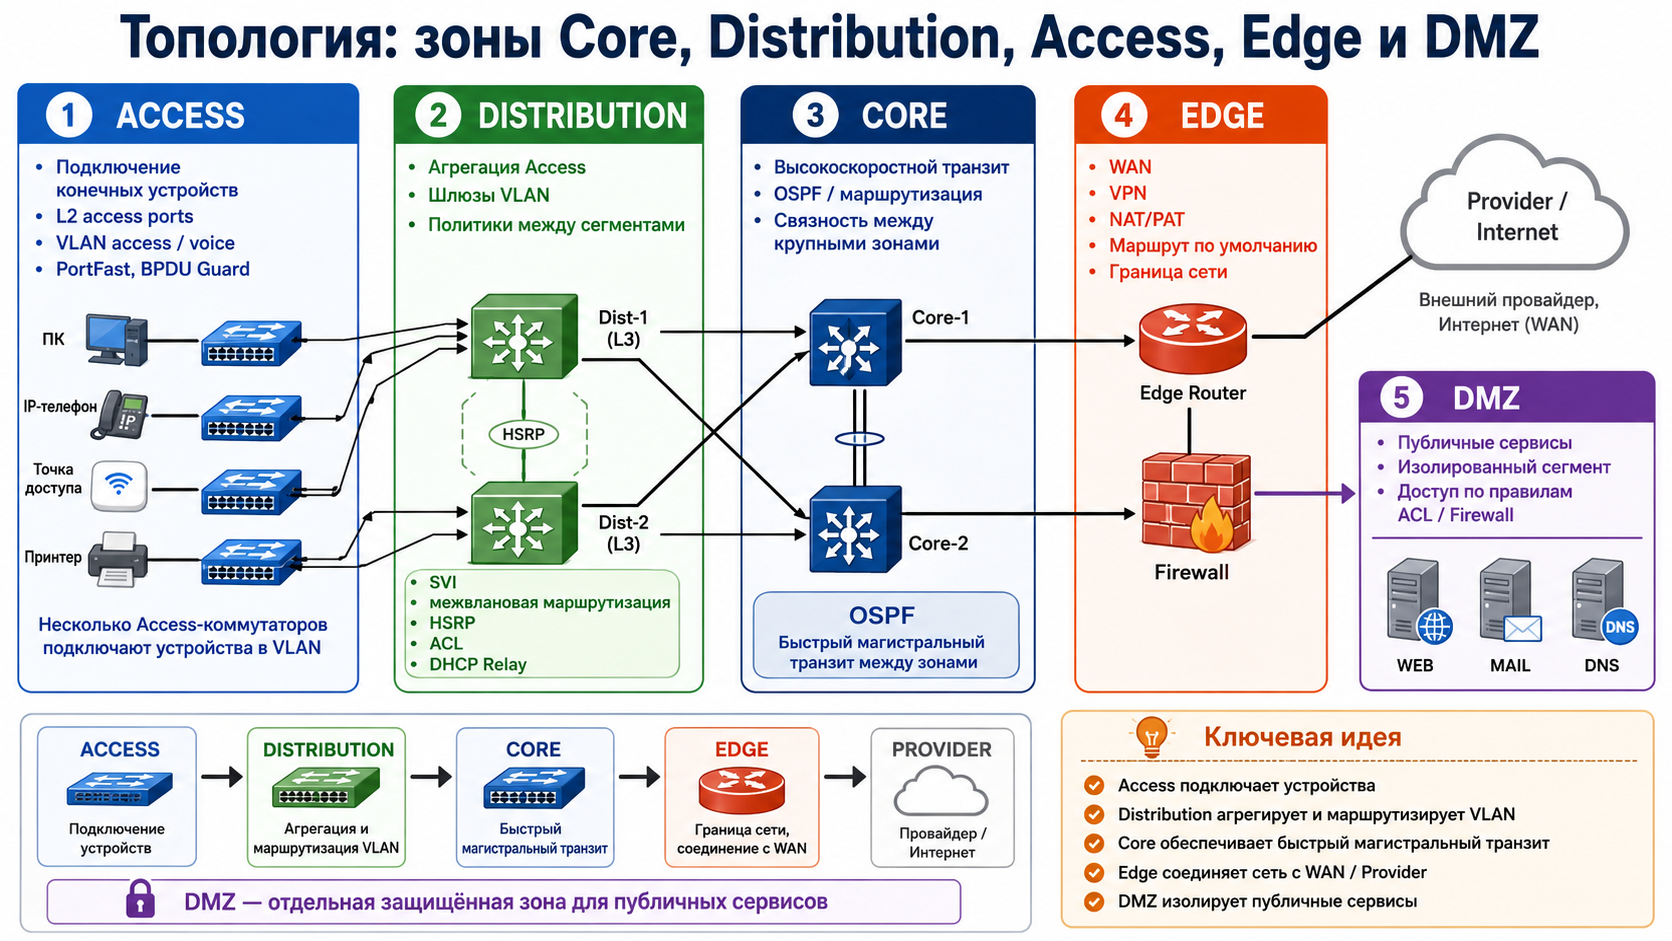 Топология: зоны Core, Distribution, Access, Edge и DMZ
1 ACCESS
• Подключение
конечных устройств
• L2 access ports
• VLAN access / voice
• PortFast, BPDU Guard
ПК
IP-телефон
IP
Точка
доступа
Принтер
Несколько Access-коммутаторов
подключают устройства в VLAN
2 DISTRIBUTION
• Агрегация Access
• Шлюзы VLAN
• Политики между сегментами
Dist-1
(L3)
HSRP
Dist-2
(L3)
• SVI
• межвлановая маршрутизация
• HSRP
• ACL
• DHCP Relay
3 CORE
• Высокоскоростной транзит
• OSPF / маршрутизация
• Связность между
крупными зонами
Core-1
Core-2
OSPF
Быстрый магистральный
транзит между зонами
4 EDGE
• WAN
• VPN
• NAT/PAT
• Маршрут по умолчанию
• Граница сети
Edge Router
Firewall
Provider /
Internet
Внешний провайдер,
Интернет (WAN)
5 DMZ
• Публичные сервисы
• Изолированный сегмент
• Доступ по правилам
ACL / Firewall
DNS
WEB
MAIL
DNS
ACCESS
Подключение
устройств
DISTRIBUTION
Агрегация и
маршрутизация VLAN
CORE
Быстрый
магистральный транзит
EDGE
Граница сети,
соединение с WAN
PROVIDER
Провайдер /
Интернет
DMZ — отдельная защищённая зона для публичных сервисов
Ключевая идея
Access подключает устройства
Distribution агрегирует и маршрутизирует VLAN
Core обеспечивает быстрый магистральный транзит
Edge соединяет сеть с WAN / Provider
DMZ изолирует публичные сервисы